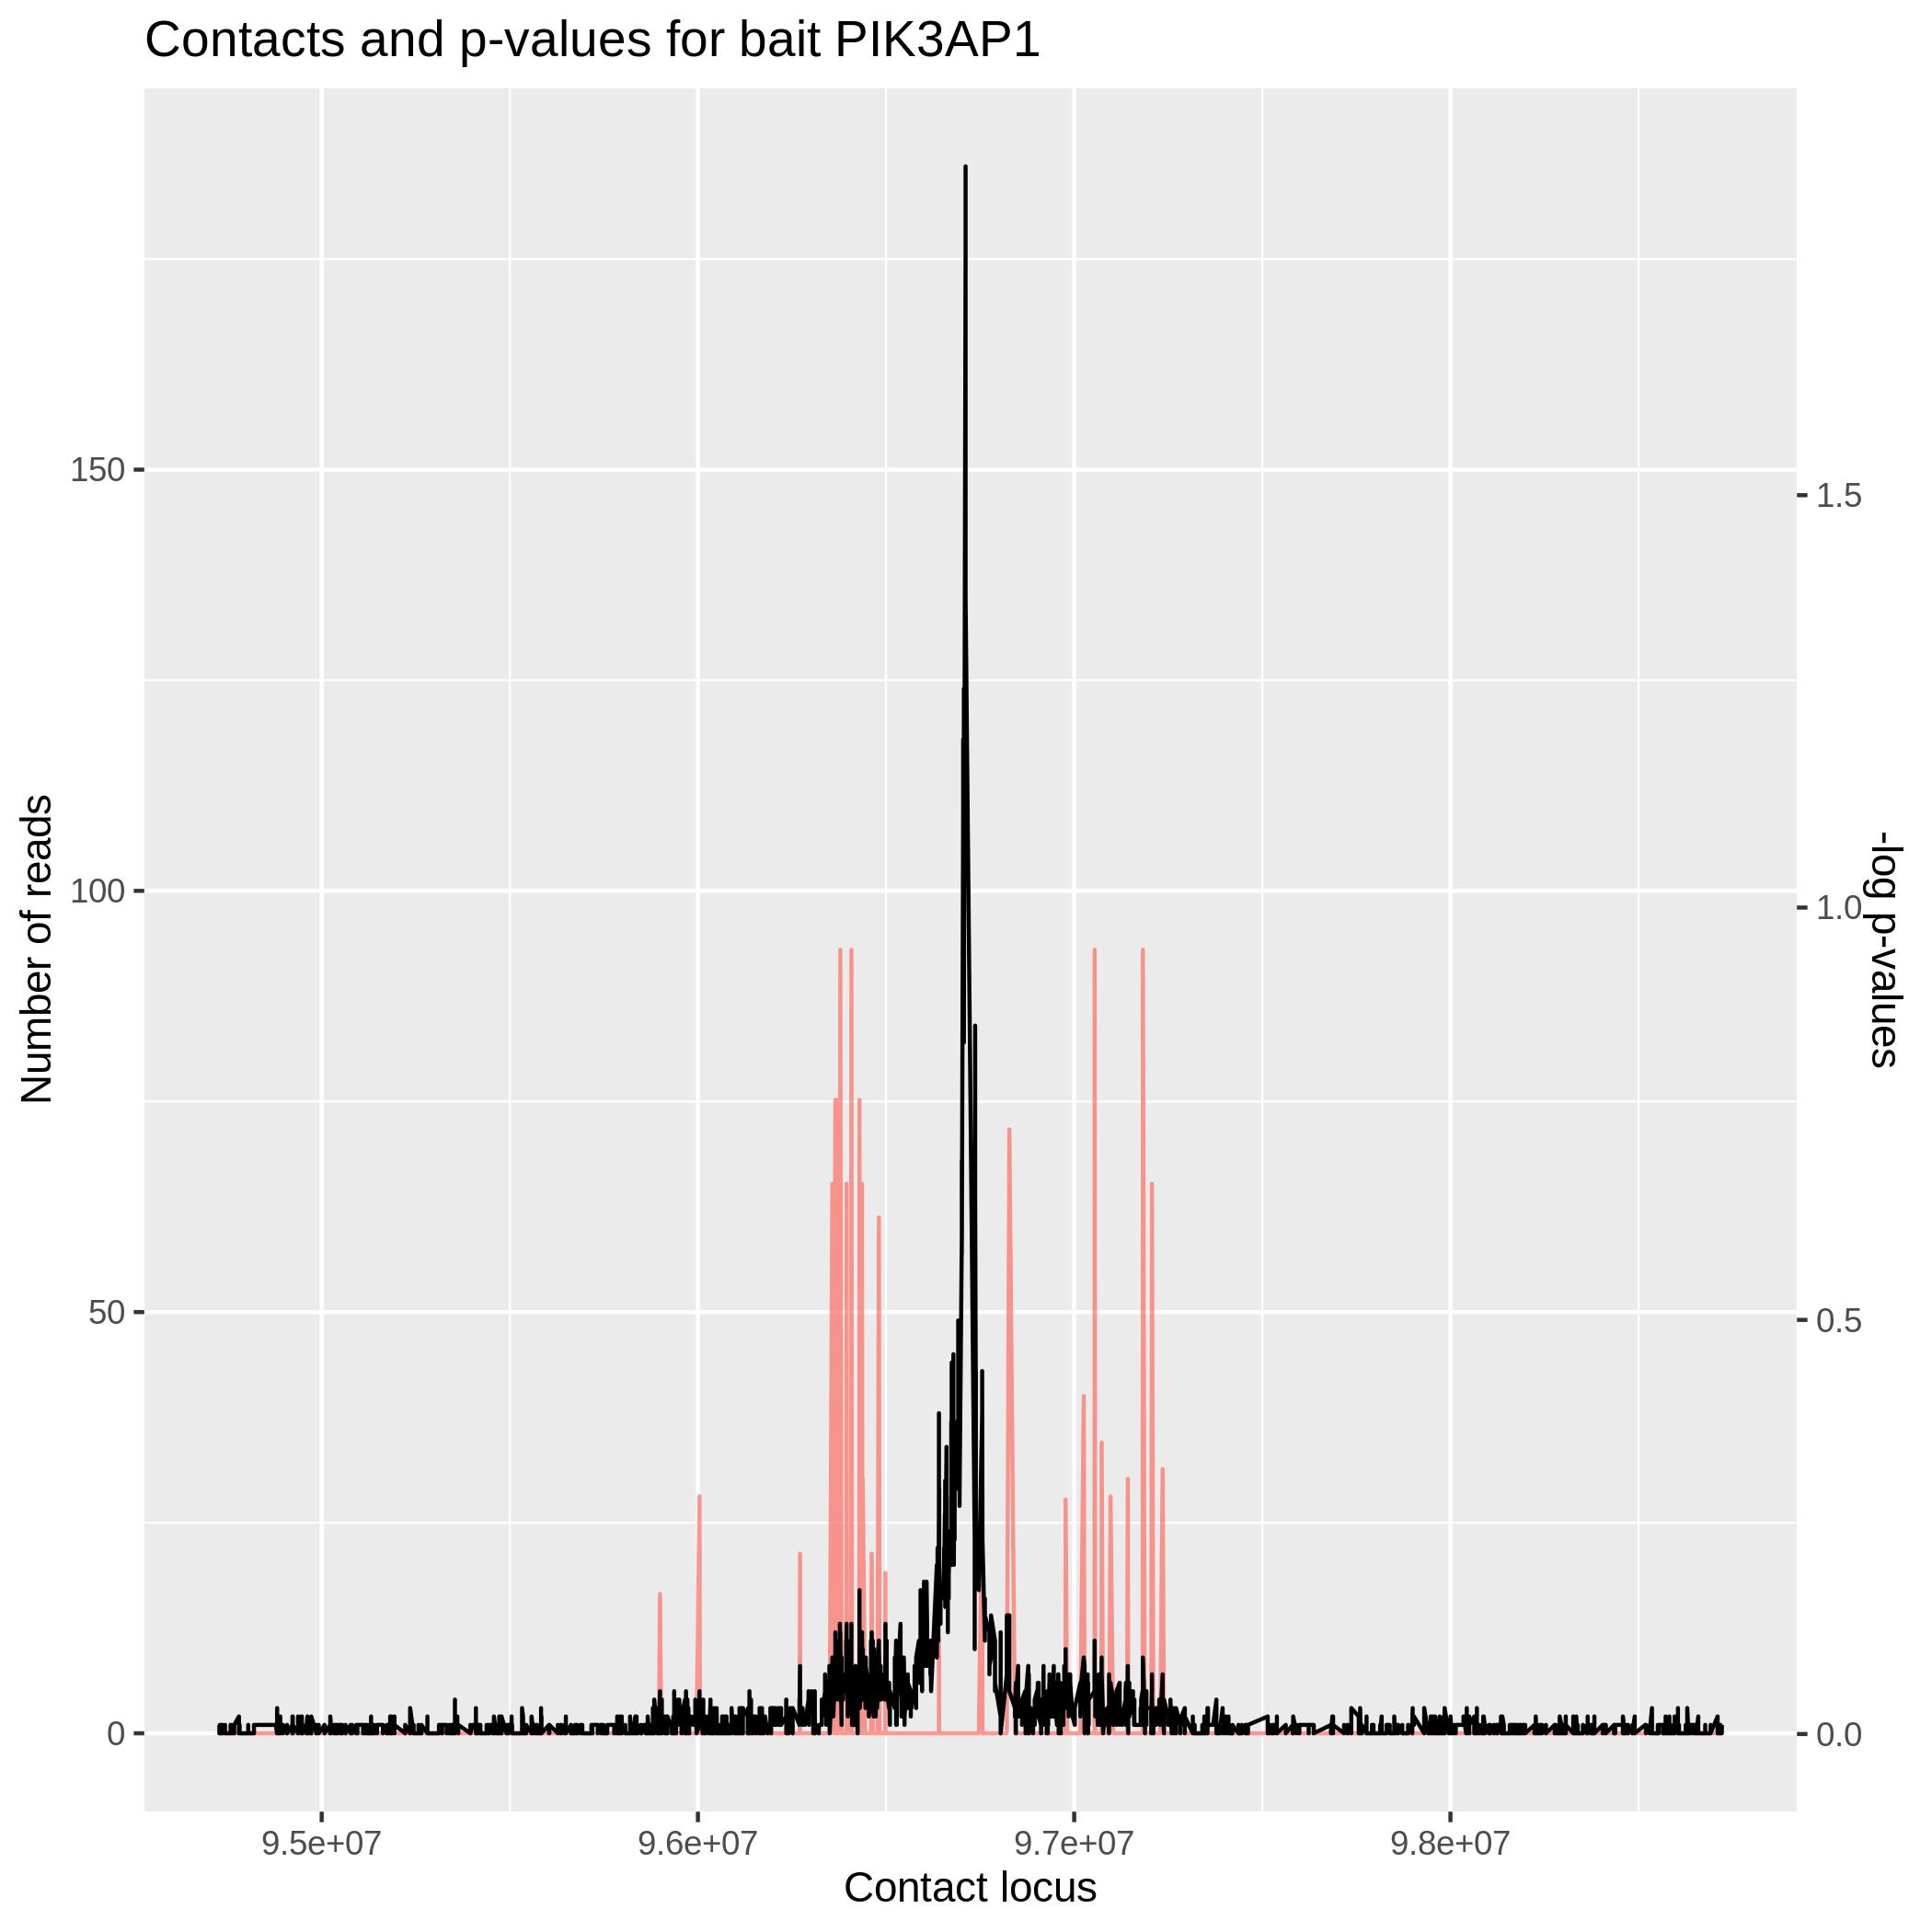 Contacts and p-values for bait PIK3AP1
Number of reads
150
100
50
0
1.5
1.0
0.5
0.0
-log p-values
9.5e+07 9.6e+07 9.7e+07 9.8e+07
Contact locus